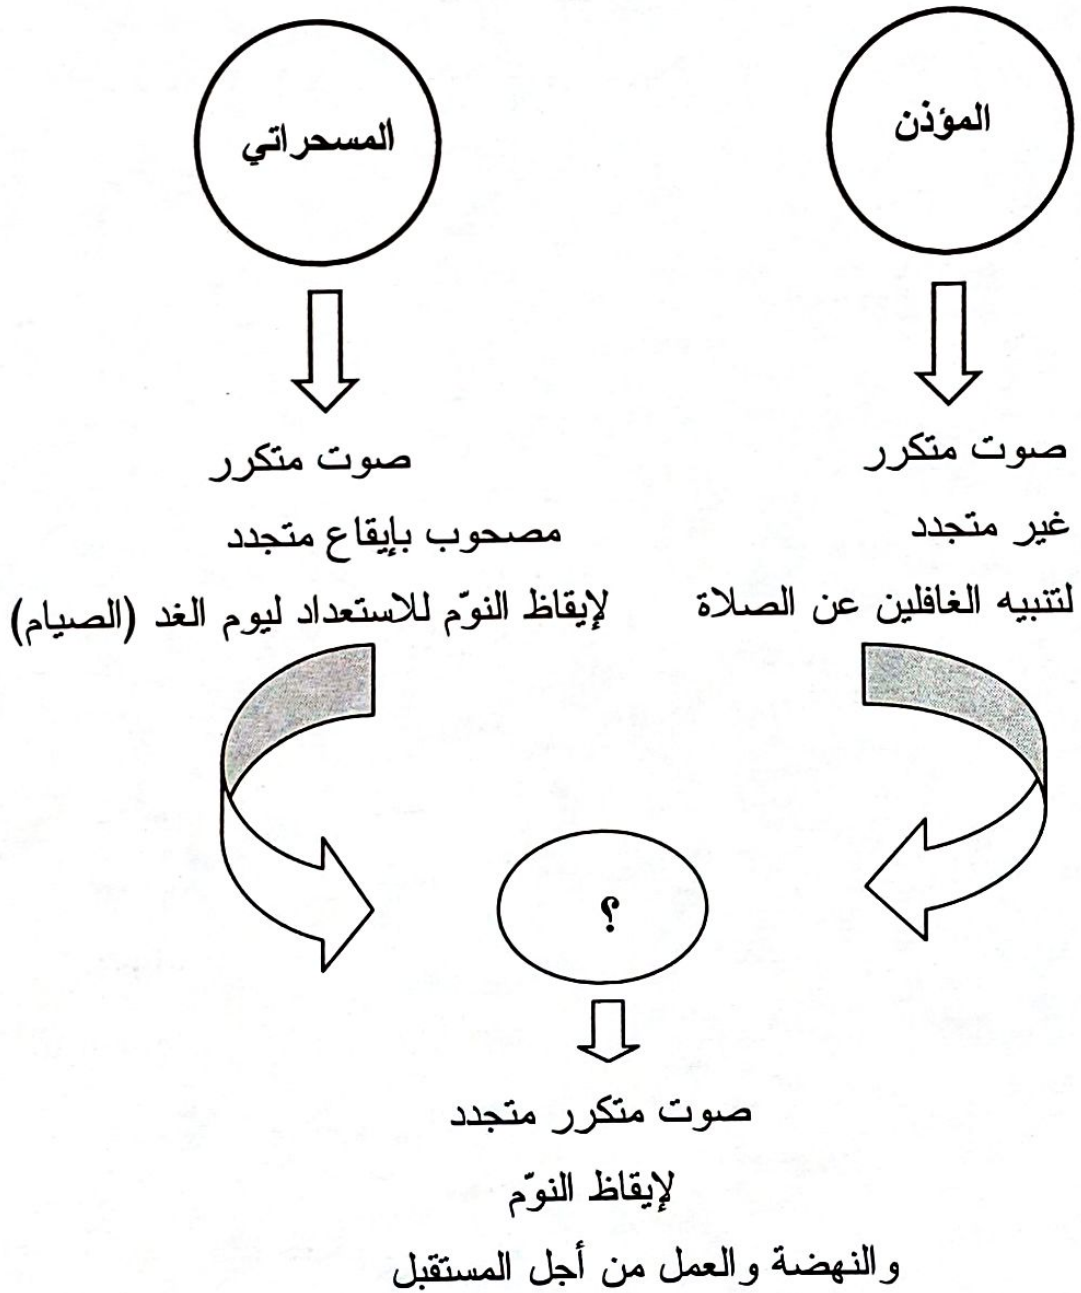 المؤذن
صوت متكرر
غير متجدد
لتنبيه الغافلين عن الصلاة
المسحراتي
صوت متكرر
مصحوب بإيقاع متجدد
لإيقاظ النوّم للاستعداد ليوم الغد (الصيام)
؟
صوت متكرر متجدد
لإيقاظ النوّم
والنهضة والعمل من أجل المستقبل